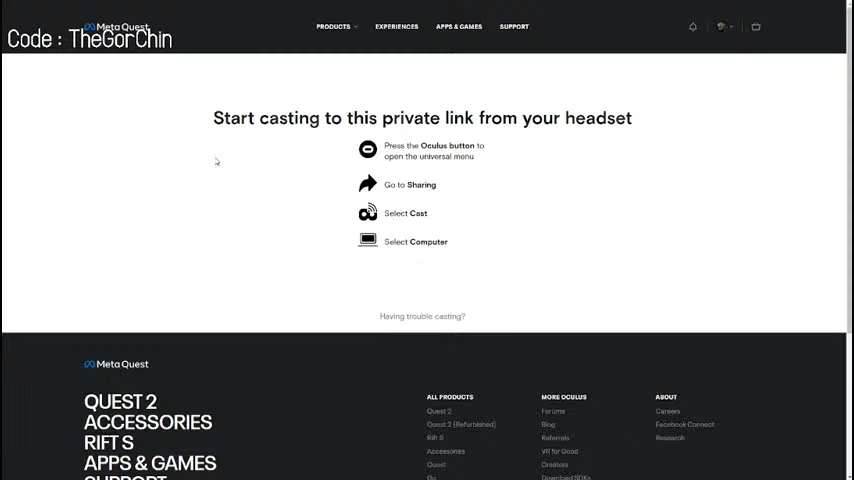 Meta Quest
PRODUCTS
EXPERIENCES
APPS & GAMES
SUPPORT
Code : TheGorChin
Start casting to this private link from your headset
Press the Oculus button to
open the universal menu
Go to Sharing
Select Cast
Select Computer
Having trouble casting?
Meta Quest
QUEST 2
ACCESSORIES
RIFT S
APPS & GAMES
SUPPORT
ALL PRODUCTS
Quest 2
Quest 2 (Refurbished)
Rift S
Accessories
Quest
Go
MORE OCULUS
Forums
Blog
Referrals
VR for Good
Creators
Download SDKs
ABOUT
Careers
Facebook Connect
Research